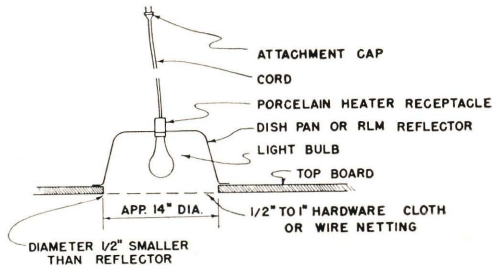 ATTACHMENT CAP
CORD
PORCELAIN HEATER RECEPTACLE
DISH PAN OR RLM REFLECTOR
LIGHT BULB
TOP BOARD
APP. 14" DIA.
1/2" TO 1" HARDWARE CLOTH
OR WIRE NETTING
DIAMETER 1/2" SMALLER
THAN REFLECTOR